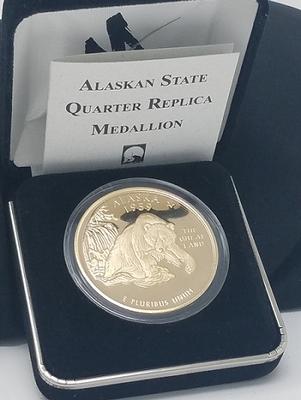 ALASKAN STATE
QUARTER REPLICA
MEDALLION
ALASKA
1959
THE
GREAT
LAND
E PLURIBUS UNUM